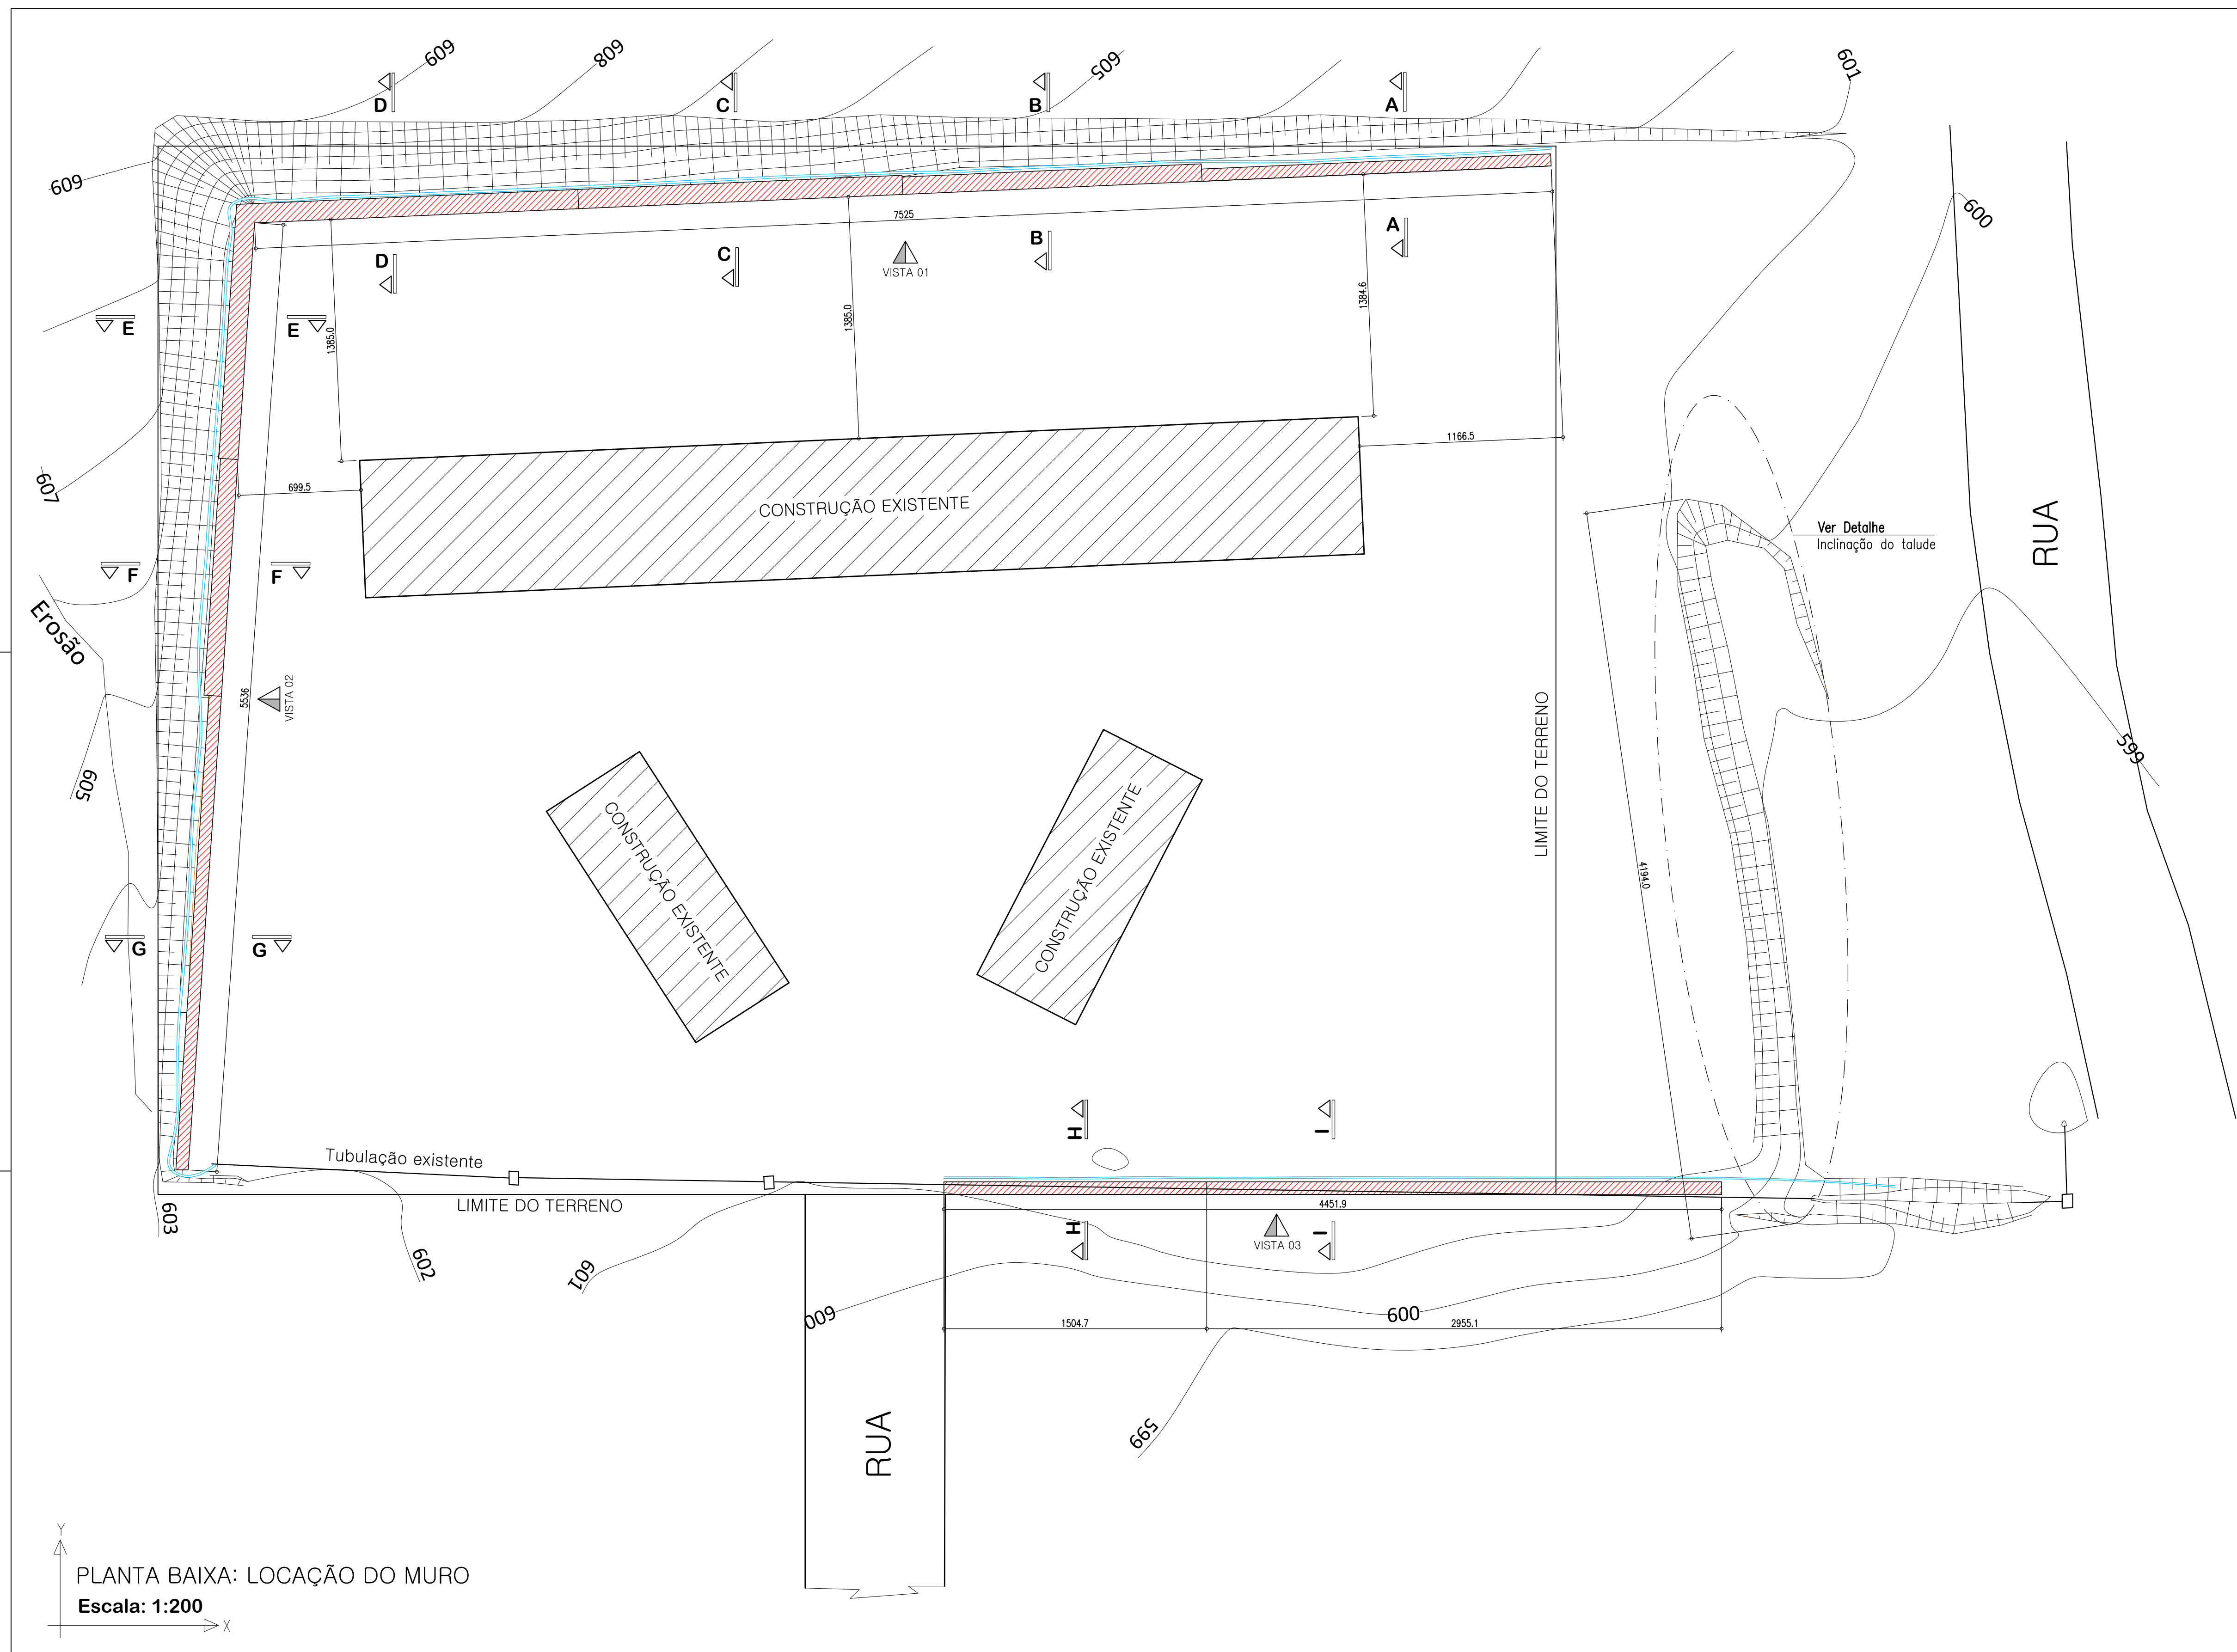 609
608
605
601
D
C
B
A
609
600
7525
D
C
B
A
VISTA 01
E
E
1385.0
1385.0
1384.6
1166.5
607
699.5
CONSTRUÇÃO EXISTENTE
Ver Detalhe
Inclinação do talude
RUA
F
F
Erosão
5536
VISTA 02
LIMITE DO TERRENO
599
605
CONSTRUÇÃO EXISTENTE
CONSTRUÇÃO EXISTENTE
4194.0
G
G
H
I
Tubulação existente
LIMITE DO TERRENO
4451.9
603
602
601
H
VISTA 03
I
600
600
1504.7
2955.1
599
RUA
Y
PLANTA BAIXA: LOCAÇÃO DO MURO
Escala: 1:200
X